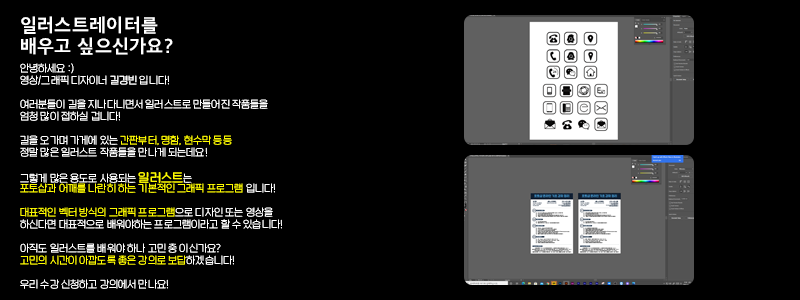 일러스트레이터를
배우고 싶으신가요?
안녕하세요 :)
영상/그래픽 디자이너 길경빈 입니다!
여러분들이 길을 지나다니면서 일러스트로 만들어진 작품들을
엄청 많이 접하실 겁니다!
길을 오가며 가게에 있는 간판부터, 명함, 현수막 등등
정말 많은 일러스트 작품들을 만나게 되는데요!
그렇게 많은 용도로 사용되는 일러스트는
포토샵과 어깨를 나란히 하는 기본적인 그래픽 프로그램 입니다!
대표적인 벡터 방식의 그래픽 프로그램으로 디자인 또는 영상을
하신다면 대표적으로 배워야하는 프로그램이라고 할 수 있습니다!
아직도 일러스트를 배워야 하나 고민 중이신가요?
고민의 시간이 아깝도록 좋은 강의로 보답하겠습니다!
우리 수강 신청하고 강의에서 만나요!